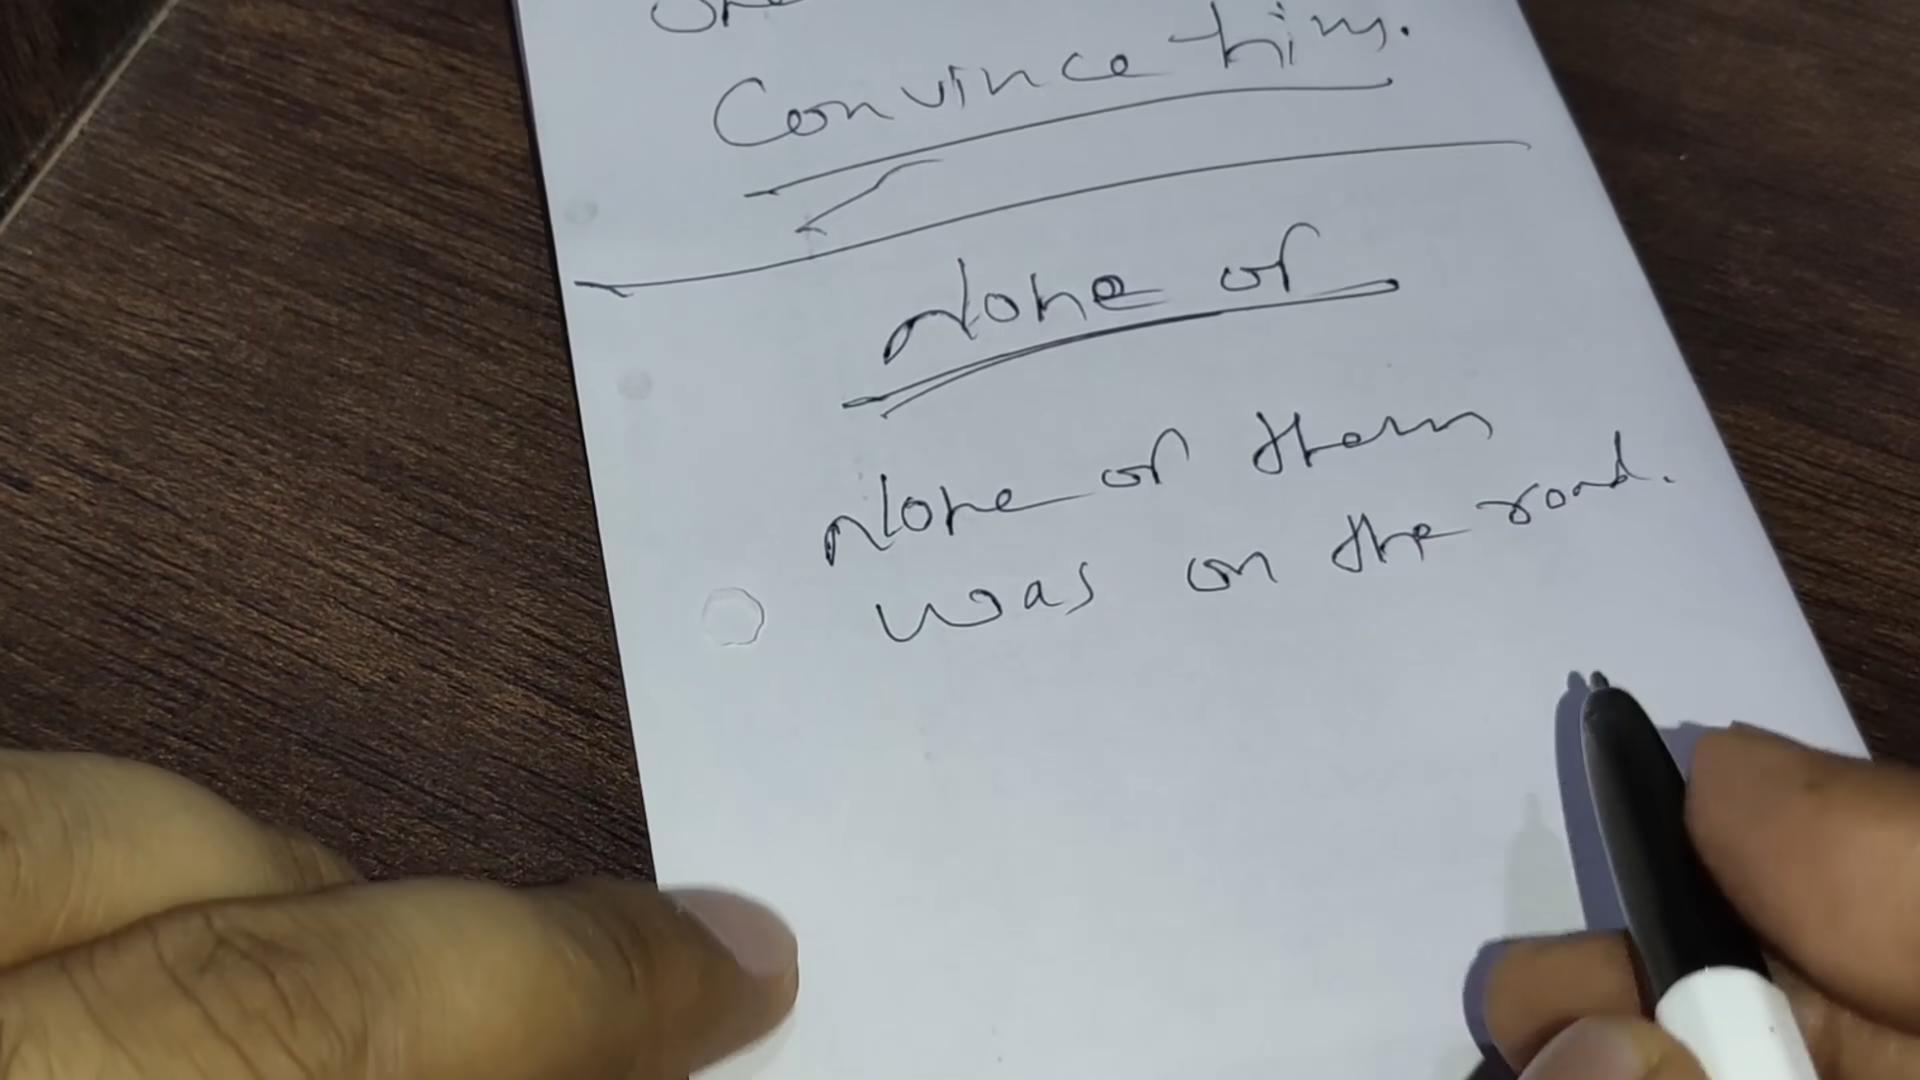 Convince him.
None of
None of them
was on the road.